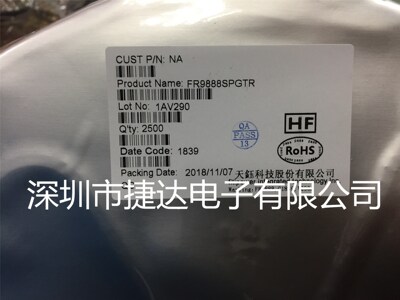 CUST P/N: NA
Product Name: FR9888SPGTR
Lot No: 1AV290
Q'ty: 2500
QA
PASS
13
HF
RoHS
Date Code: 1839
Packing Date: 2018/11/07
天鈺科技股份有限公司
深圳市捷达电子有限公司